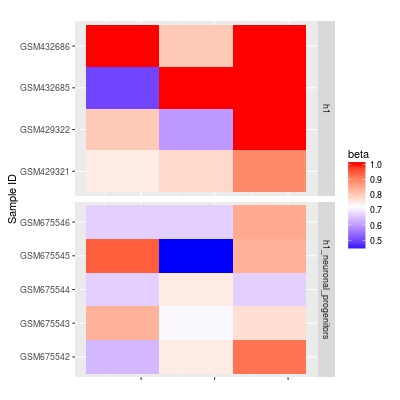 GSM432686
GSM432685
GSM429322
GSM429321
h1
Sample ID
GSM675546
GSM675545
GSM675544
GSM675543
GSM675542
h1_neuronal_progenitors
beta
1.0
0.9
0.8
0.7
0.6
0.5